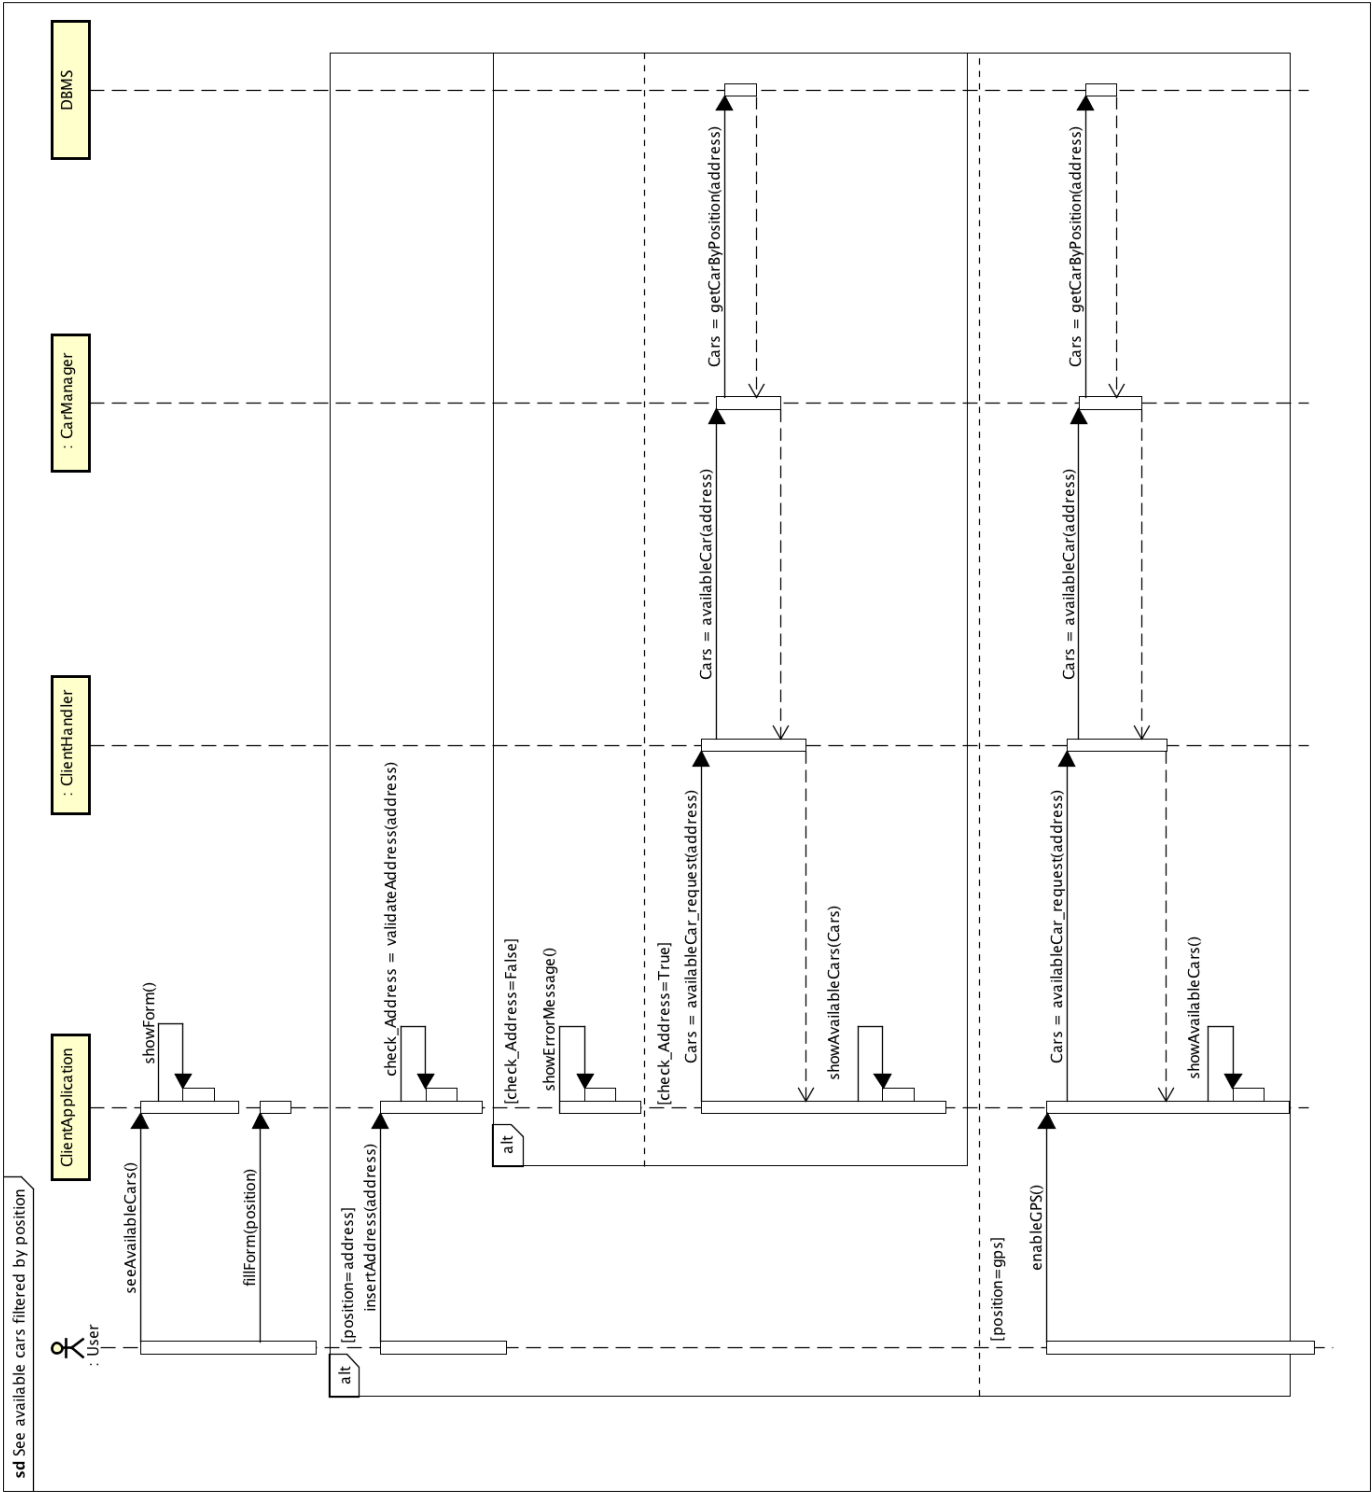 sd See available cars filtered by position
: User
ClientApplication
: ClientHandler
: CarManager
DBMS
seeAvailableCars()
showForm()
fillForm(position)
alt
[position=address]
insertAddress(address)
check_Address = validateAddress(address)
alt
[check_Address=False]
showErrorMessage()
[check_Address=True]
Cars = availableCar_request(address)
Cars = availableCar(address)
Cars = getCarByPosition(address)
showAvailableCars(Cars)
[position=gps]
enableGPS()
Cars = availableCar_request(address)
Cars = availableCar(address)
Cars = getCarByPosition(address)
showAvailableCars()